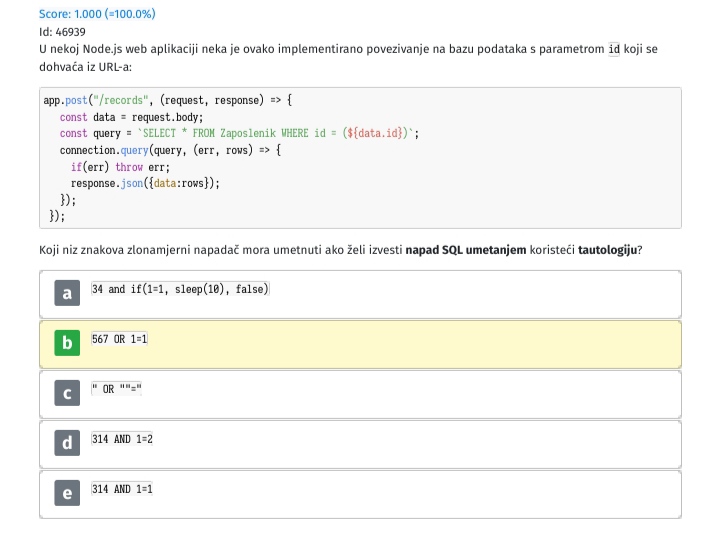 Score: 1.000 (=100.0%)
Id: 46939
U nekoj Node.js web aplikaciji neka je ovako implementirano povezivanje na bazu podataka s parametrom id koji se
dohvaća iz URL-a:
app.post("/records", (request, response) => {
const data = request.body;
const query = `SELECT * FROM Zaposlenik WHERE id = (${data.id})`;
connection.query(query, (err, rows) => {
if(err) throw err;
response.json({data:rows});
});
});
Koji niz znakova zlonamjerni napadač mora umetnuti ako želi izvesti napad SQL umetanjem koristeći tautologiju?
a 34 and if(1=1, sleep(10), false)
b 567 OR 1=1
c " OR ""="
d 314 AND 1=2
e 314 AND 1=1